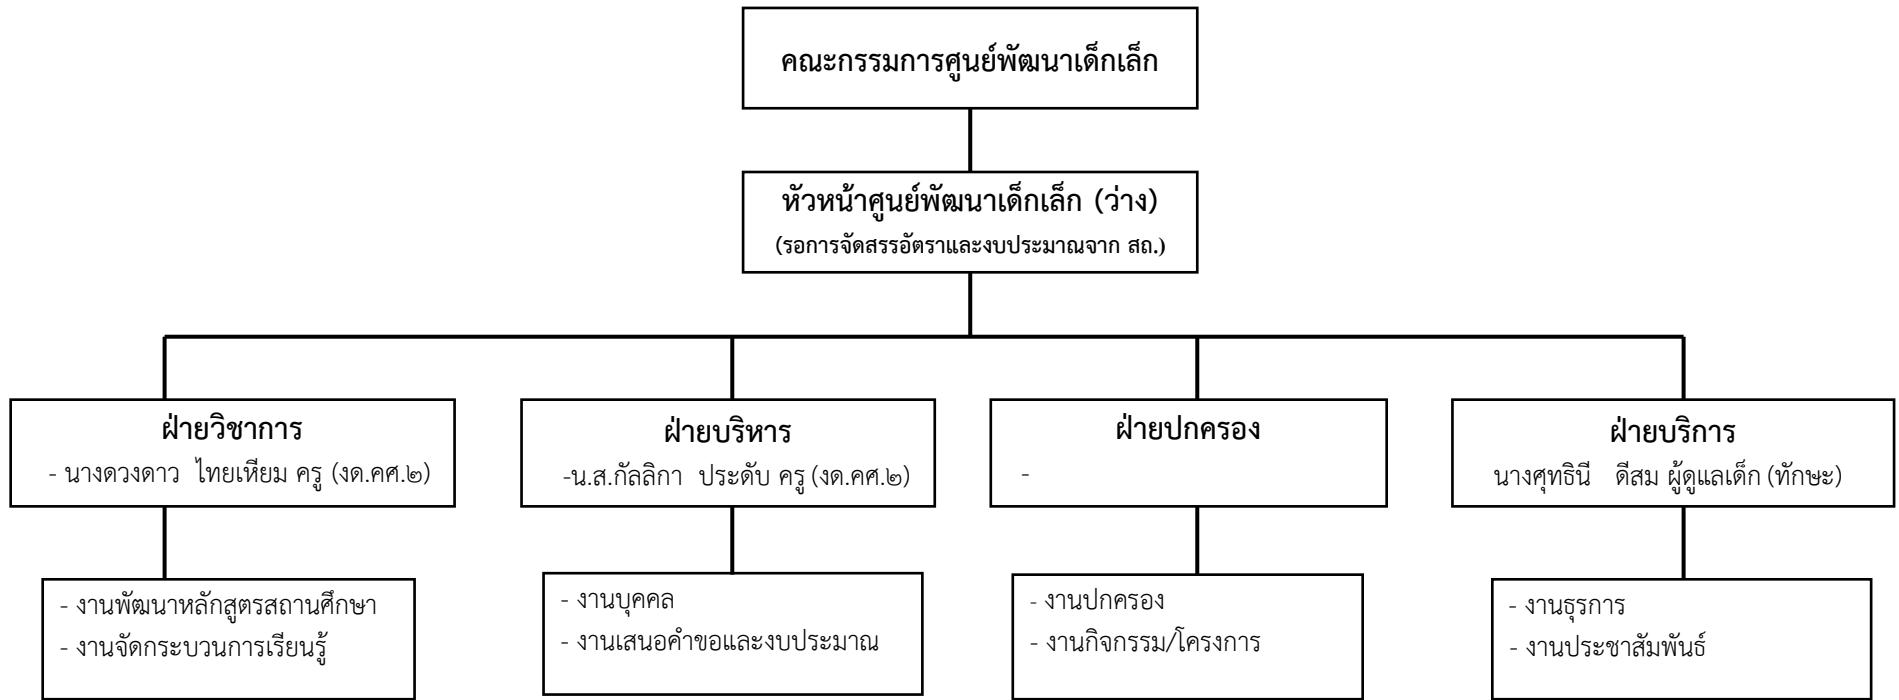 คณะกรรมการศูนย์พัฒนาเด็กเล็ก
หัวหน้าศูนย์พัฒนาเด็กเล็ก (ว่าง)
(รอการจัดสรรอัตราและงบประมาณจาก สถ.)
ฝ่ายวิชาการ
- นางดวงดาว ไทยเหียม ครู (งด.คศ.๒)
ฝ่ายบริหาร
-น.ส.กัลลิกา ประดับ ครู (งด.คศ.๒)
ฝ่ายปกครอง
-
ฝ่ายบริการ
นางศุทธินี ดีสม ผู้ดูแลเด็ก (ทักษะ)
- งานพัฒนาหลักสูตรสถานศึกษา
- งานจัดกระบวนการเรียนรู้
- งานบุคคล
- งานเสนอคำขอและงบประมาณ
- งานปกครอง
- งานกิจกรรม/โครงการ
- งานธุรการ
- งานประชาสัมพันธ์